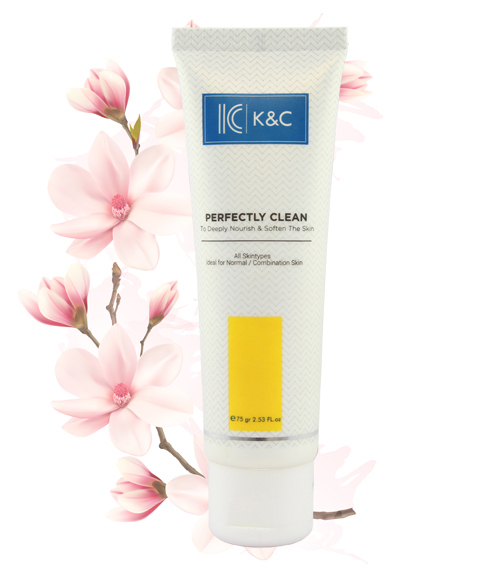 K&C
PERFECTLY CLEAN
To Deeply Nourish & Soften The Skin
All Skintypes
Ideal for Normal / Combination Skin
℮75 gr 2.53 FL.oz